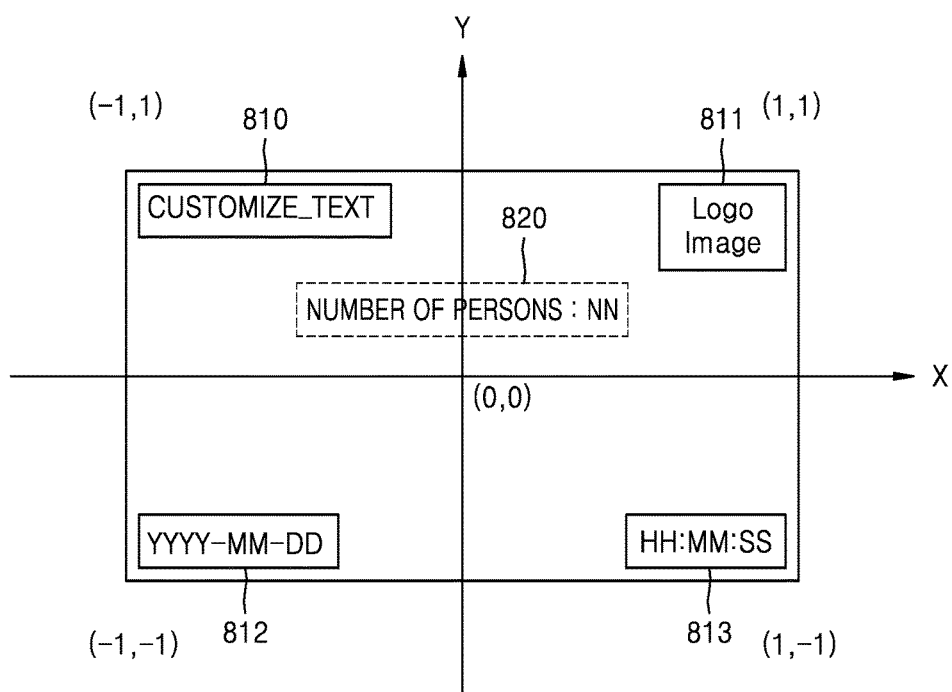 Y
(-1,1)
810
811
(1,1)
CUSTOMIZE_TEXT
Logo
Image
820
NUMBER OF PERSONS : NN
X
(0,0)
YYYY-MM-DD
HH:MM:SS
(-1,-1)
812
813
(1,-1)